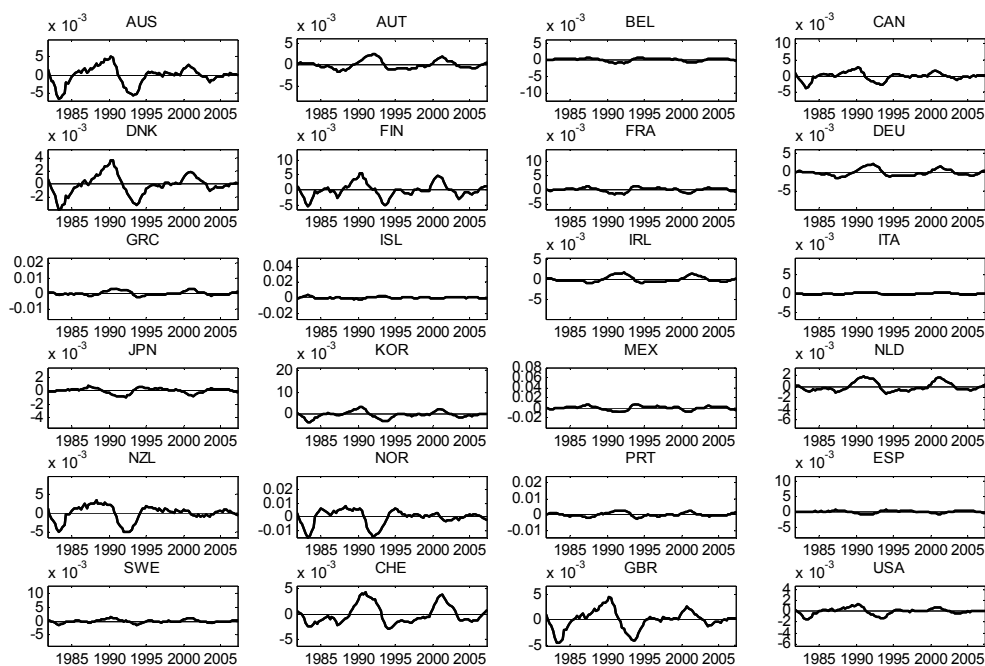 x 10⁻³
AUS
5
0
-5
1985 1990 1995 2000 2005
x 10⁻³
AUT
5
0
-5
1985 1990 1995 2000 2005
x 10⁻³
BEL
5
0
-5
-10
1985 1990 1995 2000 2005
x 10⁻³
CAN
10
5
0
-5
1985 1990 1995 2000 2005
x 10⁻³
DNK
4
2
0
-2
1985 1990 1995 2000 2005
x 10⁻³
FIN
10
5
0
-5
1985 1990 1995 2000 2005
x 10⁻³
FRA
10
5
0
-5
1985 1990 1995 2000 2005
x 10⁻³
DEU
5
0
-5
1985 1990 1995 2000 2005
GRC
0.02
0.01
0
-0.01
1985 1990 1995 2000 2005
ISL
0.04
0.02
0
-0.02
1985 1990 1995 2000 2005
x 10⁻³
IRL
5
0
-5
1985 1990 1995 2000 2005
x 10⁻³
ITA
5
0
-5
1985 1990 1995 2000 2005
x 10⁻³
JPN
2
0
-2
-4
1985 1990 1995 2000 2005
x 10⁻³
KOR
20
10
0
1985 1990 1995 2000 2005
MEX
0.08
0.06
0.04
0.02
0
-0.02
1985 1990 1995 2000 2005
x 10⁻³
NLD
2
0
-2
-4
-6
1985 1990 1995 2000 2005
x 10⁻³
NZL
5
0
-5
1985 1990 1995 2000 2005
NOR
0.02
0.01
0
-0.01
1985 1990 1995 2000 2005
PRT
0.02
0.01
0
-0.01
1985 1990 1995 2000 2005
x 10⁻³
ESP
10
5
0
-5
1985 1990 1995 2000 2005
x 10⁻³
SWE
10
5
0
-5
1985 1990 1995 2000 2005
x 10⁻³
CHE
5
0
-5
1985 1990 1995 2000 2005
x 10⁻³
GBR
5
0
-5
1985 1990 1995 2000 2005
x 10⁻³
USA
4
2
0
-2
-4
-6
1985 1990 1995 2000 2005